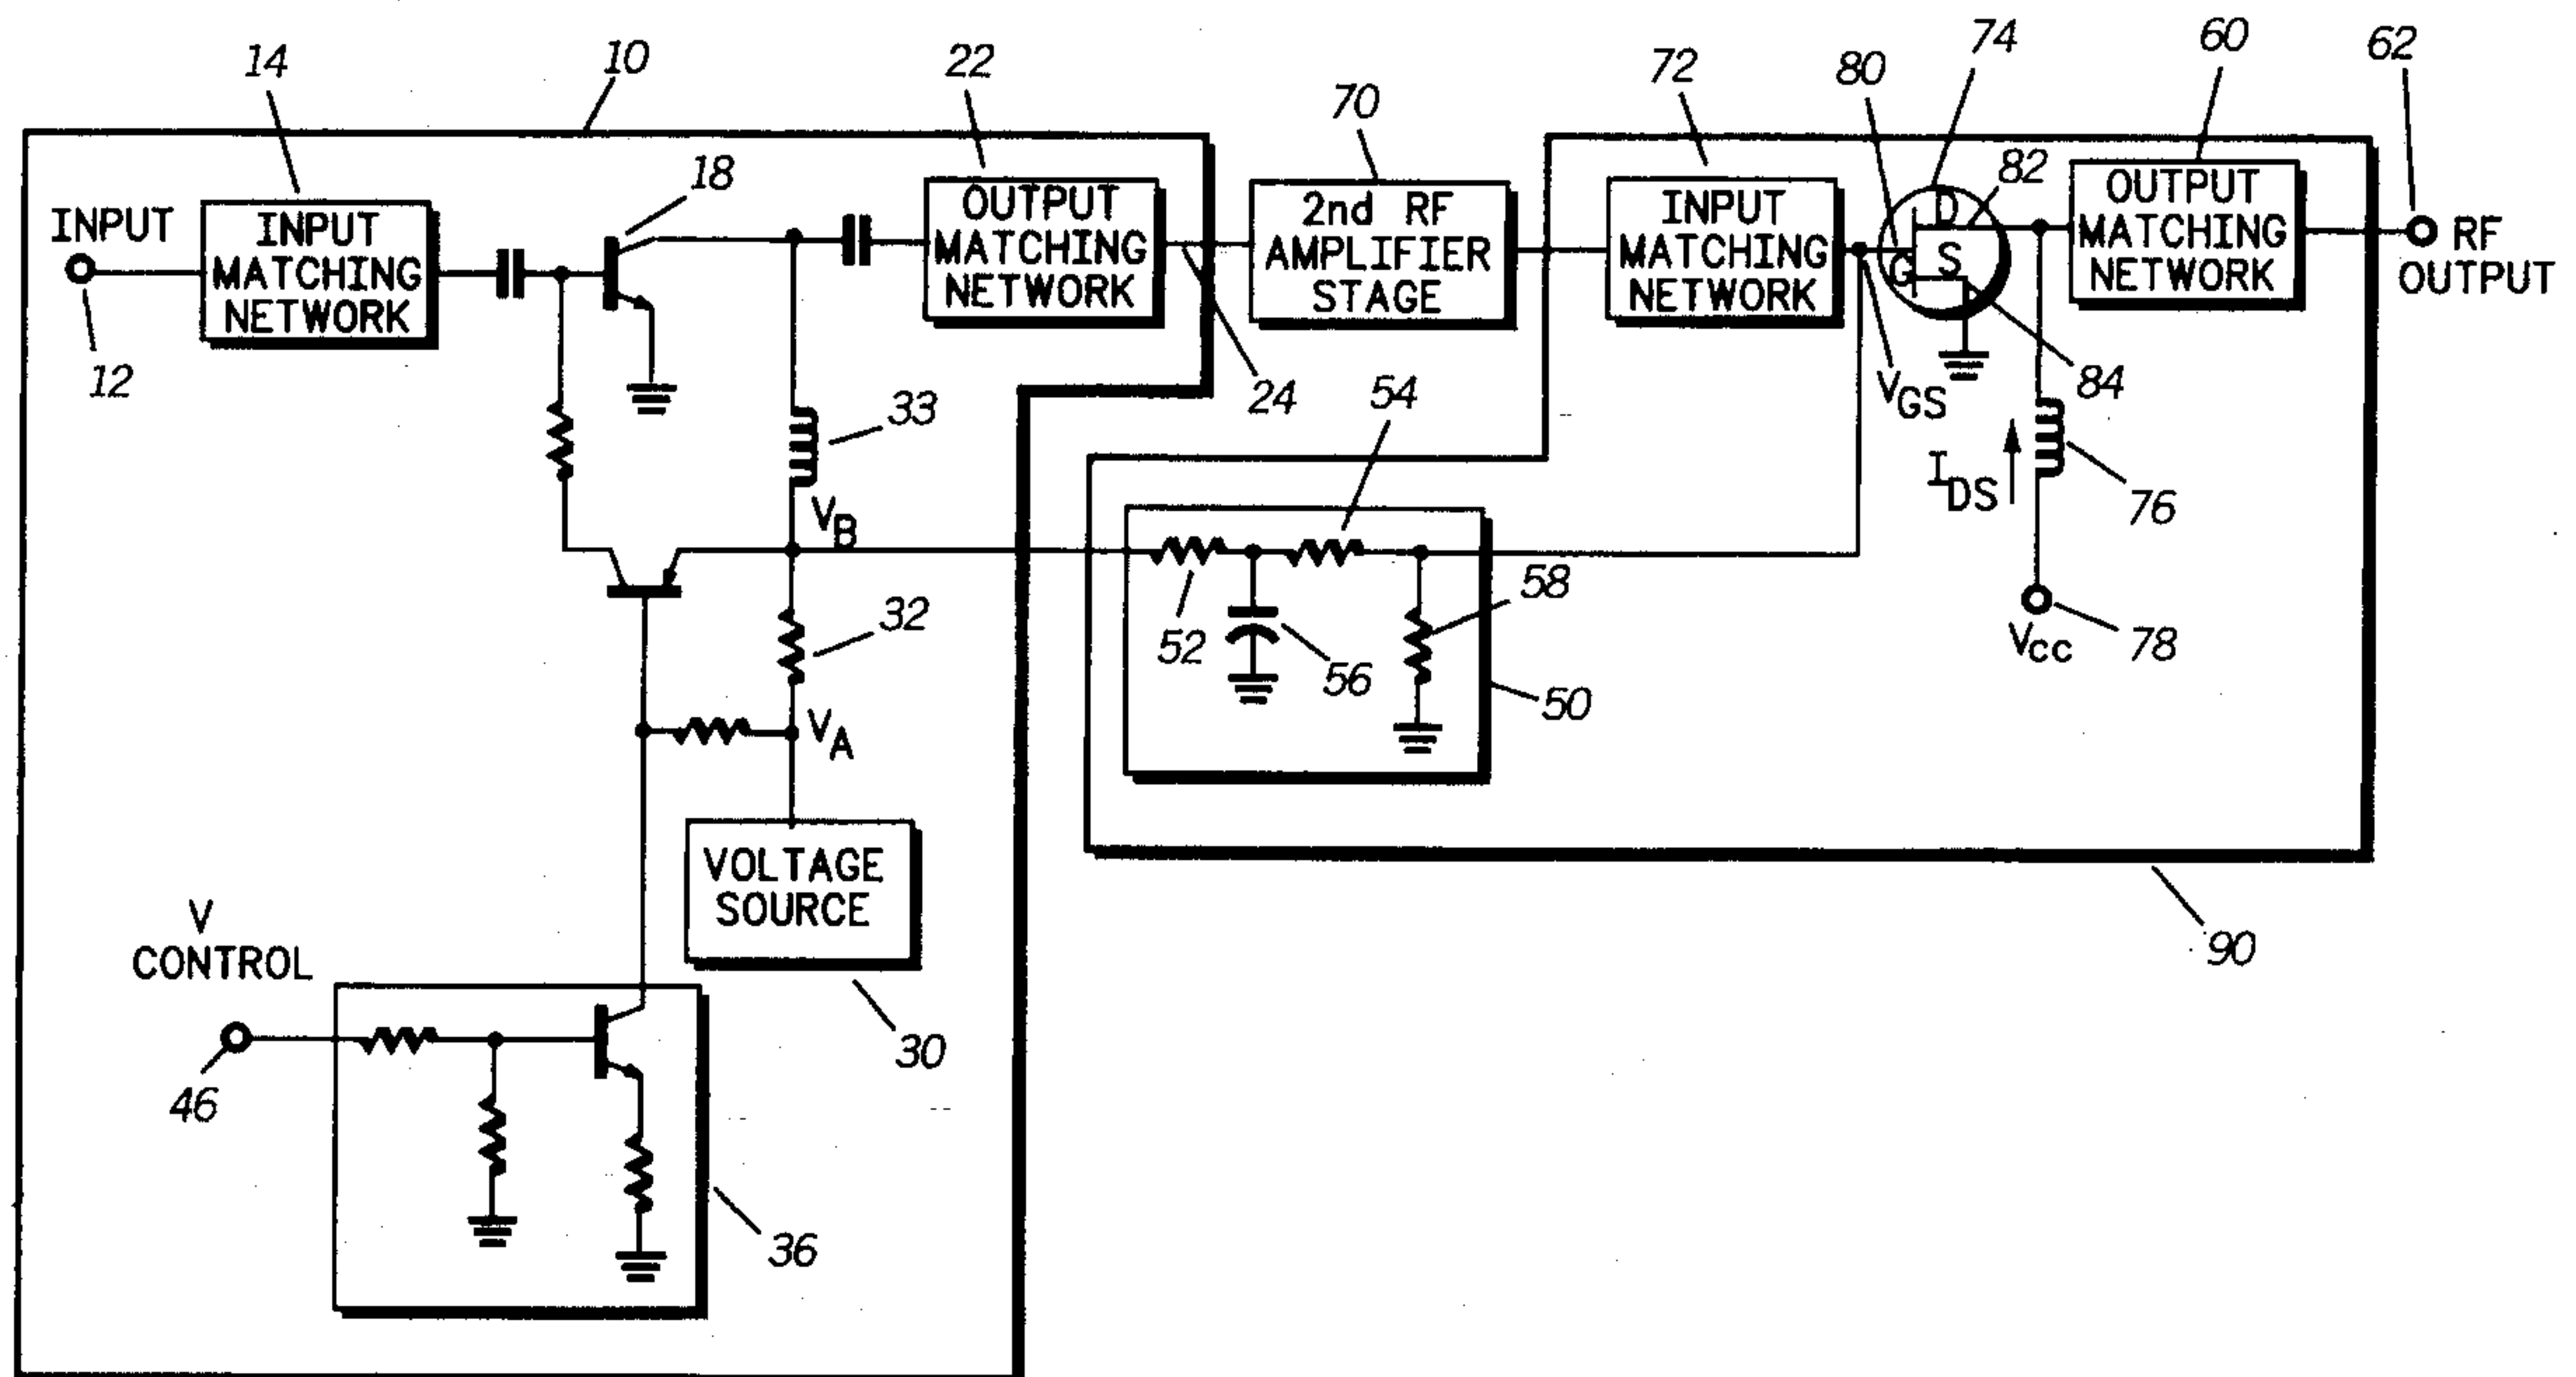 14
10
22
70
72
80
74
60
62
18
82
INPUT
INPUT
MATCHING
NETWORK
OUTPUT
MATCHING
NETWORK
2nd RF
AMPLIFIER
STAGE
INPUT
MATCHING
NETWORK
D
G
S
OUTPUT
MATCHING
NETWORK
RF
OUTPUT
12
33
24
54
VGS
84
IDS
76
VB
52
56
58
50
Vcc
78
32
VA
VOLTAGE
SOURCE
90
V
CONTROL
30
46
36